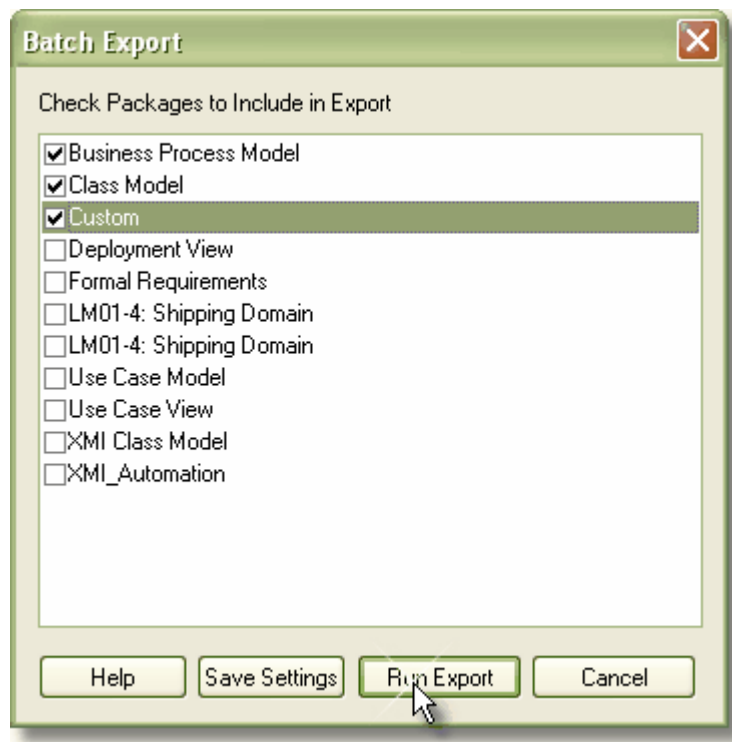 Batch Export
Check Packages to Include in Export
Business Process Model
Class Model
Custom
Deployment View
Formal Requirements
LM01-4: Shipping Domain
LM01-4: Shipping Domain
Use Case Model
Use Case View
XMI Class Model
XMI_Automation
Help Save Settings Run Export Cancel